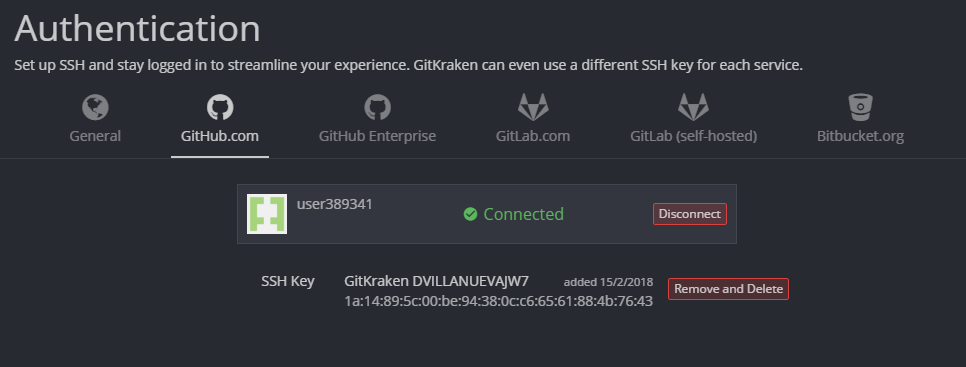 Authentication
Set up SSH and stay logged in to streamline your experience. GitKraken can even use a different SSH key for each service.
General
GitHub.com
GitHub Enterprise
GitLab.com
GitLab (self-hosted)
Bitbucket.org
user389341
Connected
Disconnect
SSH Key
GitKraken DVILLANUEVAJW7
added 15/2/2018
Remove and Delete
1a:14:89:5c:00:be:94:38:0c:c6:65:61:88:4b:76:43